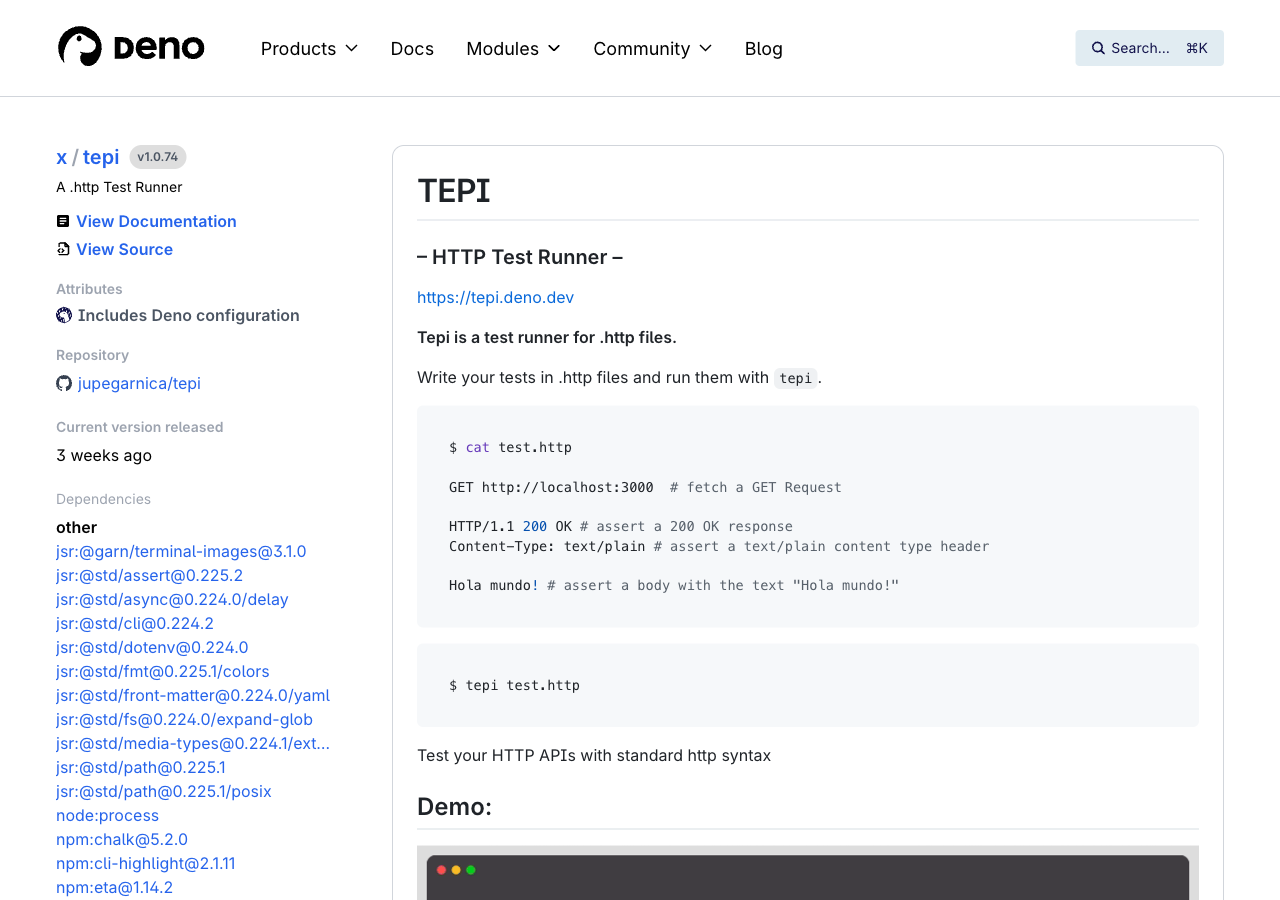 DENO
Products
Docs
Modules
Community
Blog
Search... ⌘K
x / tepi v1.0.74
A .http Test Runner
View Documentation
View Source
Attributes
Includes Deno configuration
Repository
jupegarnica/tepi
Current version released
3 weeks ago
Dependencies
other
jsr:@garn/terminal-images@3.1.0
jsr:@std/assert@0.225.2
jsr:@std/async@0.224.0/delay
jsr:@std/cli@0.224.2
jsr:@std/dotenv@0.224.0
jsr:@std/fmt@0.225.1/colors
jsr:@std/front-matter@0.224.0/yaml
jsr:@std/fs@0.224.0/expand-glob
jsr:@std/media-types@0.224.1/ext...
jsr:@std/path@0.225.1
jsr:@std/path@0.225.1/posix
node:process
npm:chalk@5.2.0
npm:cli-highlight@2.1.11
npm:eta@1.14.2
TEPI
– HTTP Test Runner –
https://tepi.deno.dev
Tepi is a test runner for .http files.
Write your tests in .http files and run them with tepi.
$ cat test.http
GET http://localhost:3000  # fetch a GET Request
HTTP/1.1 200 OK # assert a 200 OK response
Content-Type: text/plain # assert a text/plain content type header
Hola mundo! # assert a body with the text "Hola mundo!"
$ tepi test.http
Test your HTTP APIs with standard http syntax
Demo: